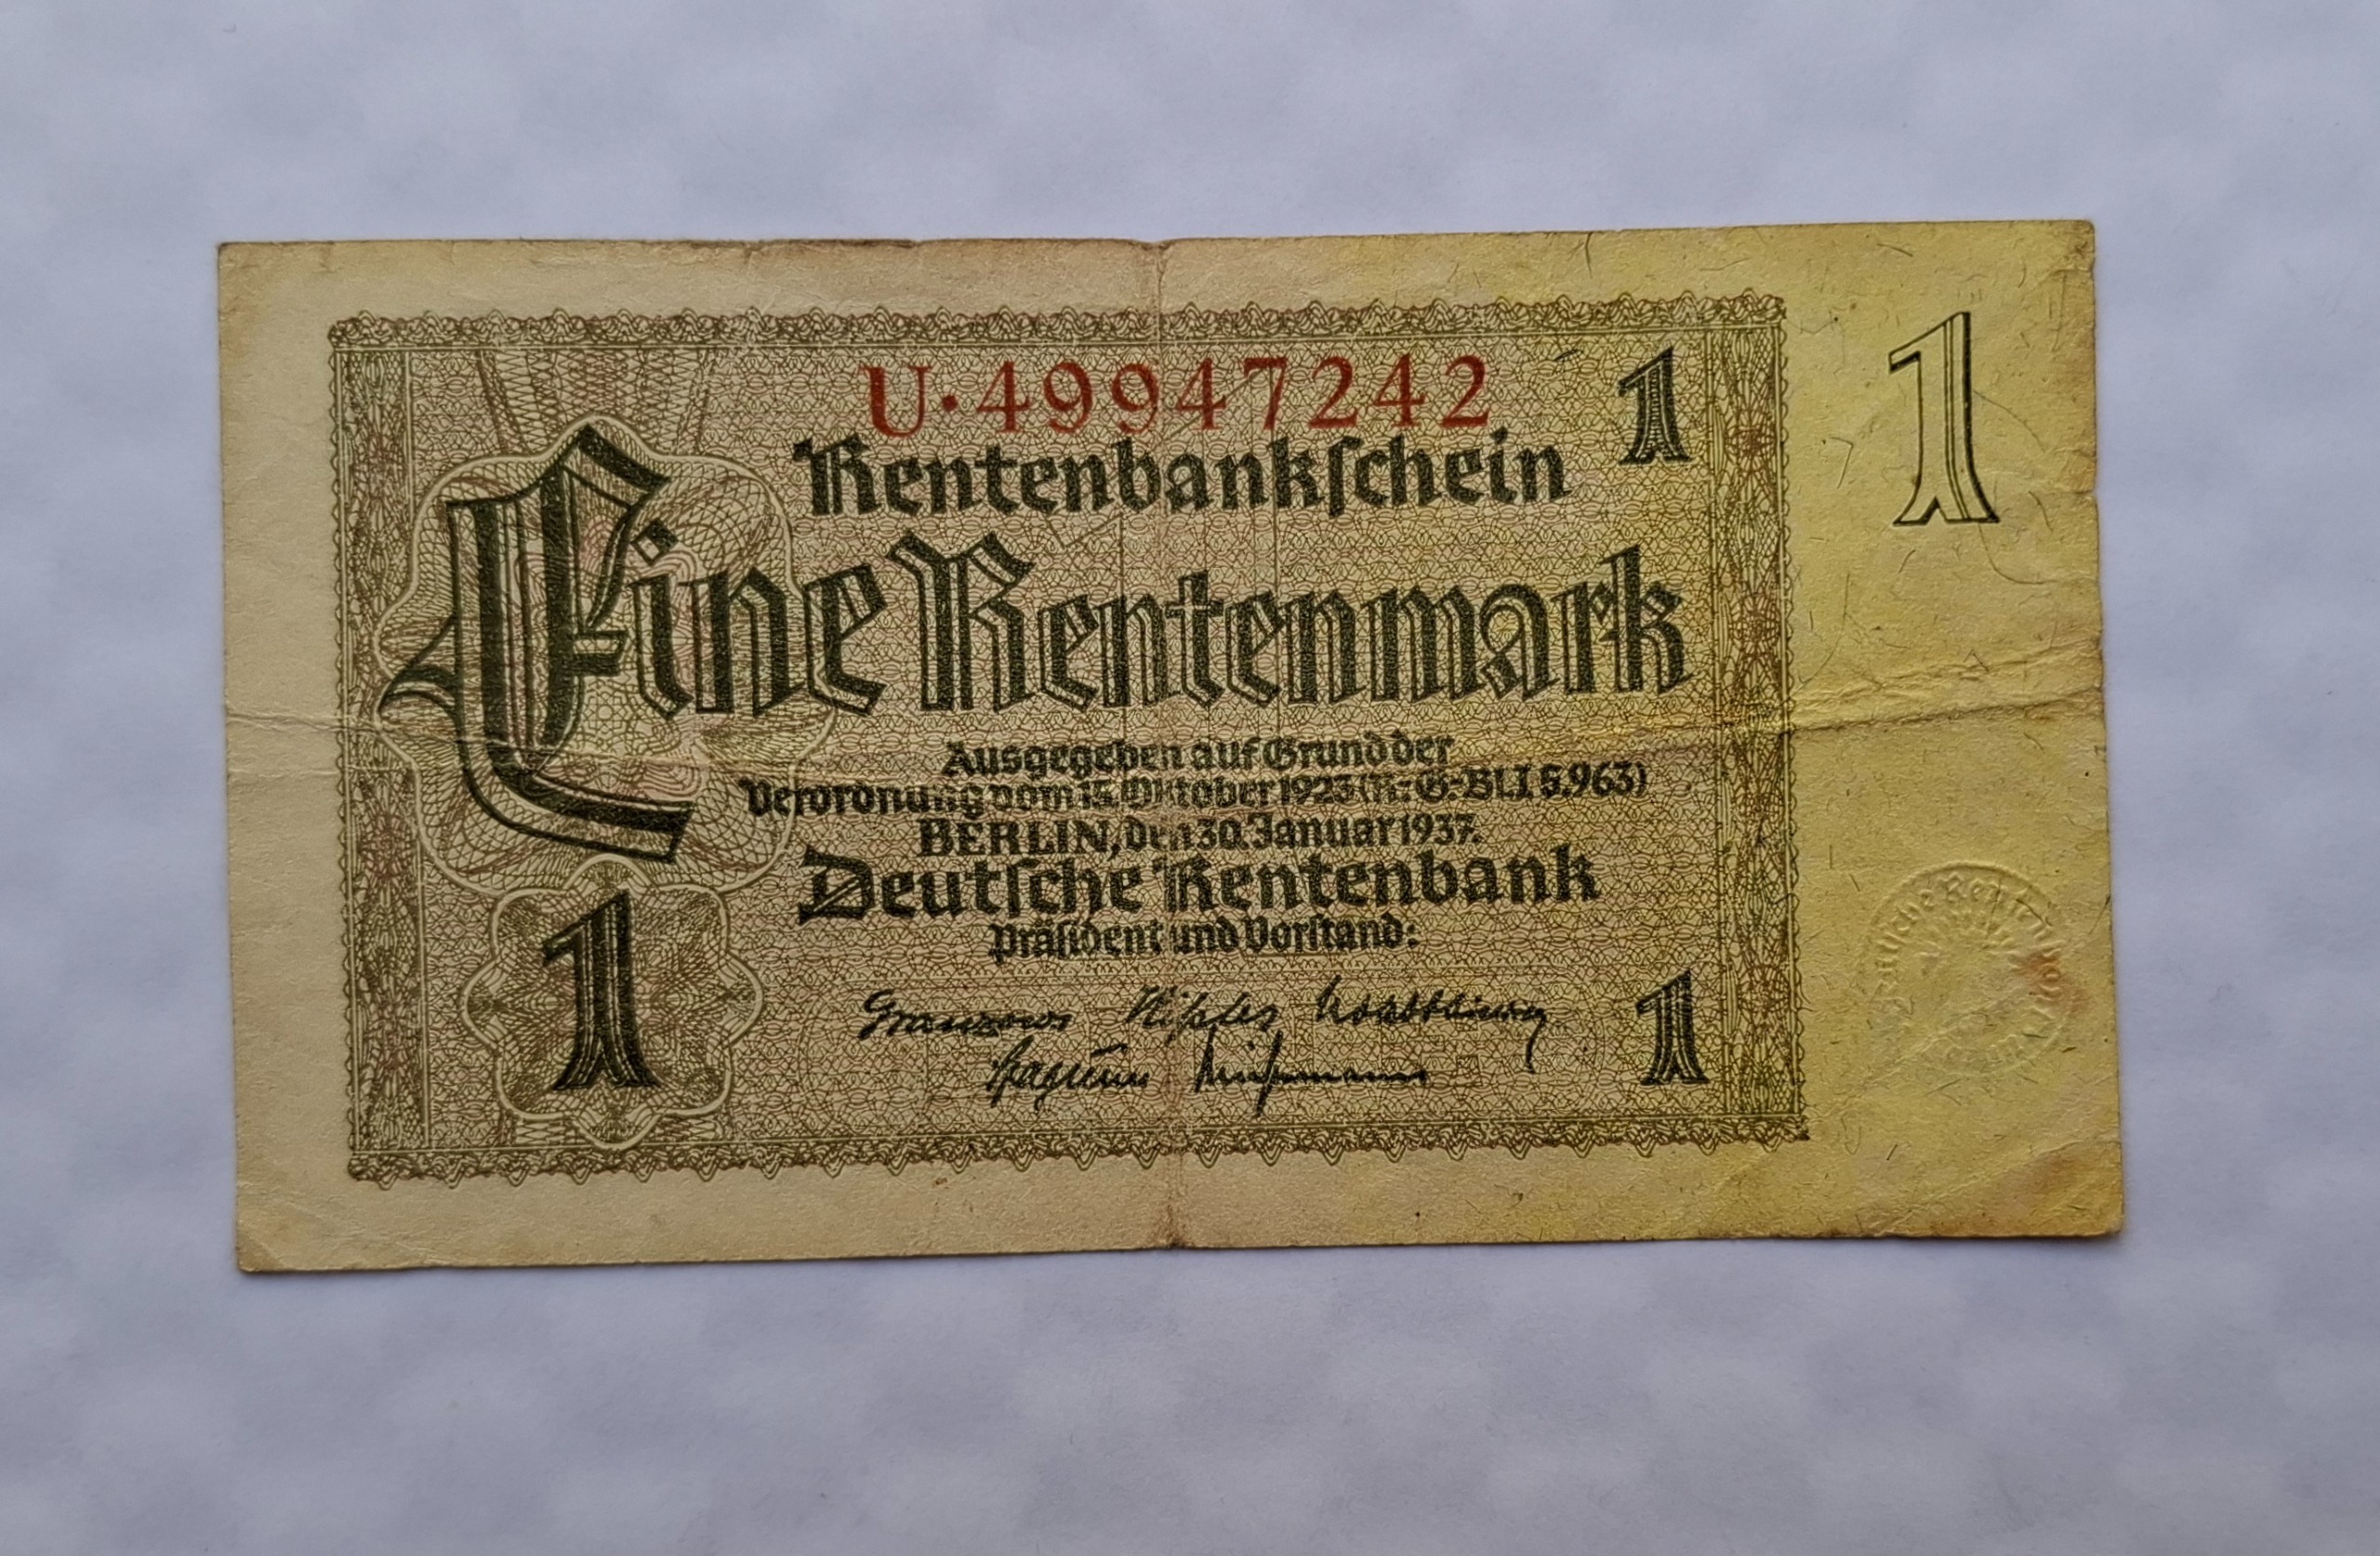 U·49947242
1
1
Rentenbankſchein
Eine Rentenmark
Ausgegeben auf Grund der
Verordnung vom 15. Oktober 1923 (R:G:Bl.I S.963)
BERLIN, den 30. Januar 1937.
Deutſche Rentenbank
Präſident und Vorſtand:
1
1